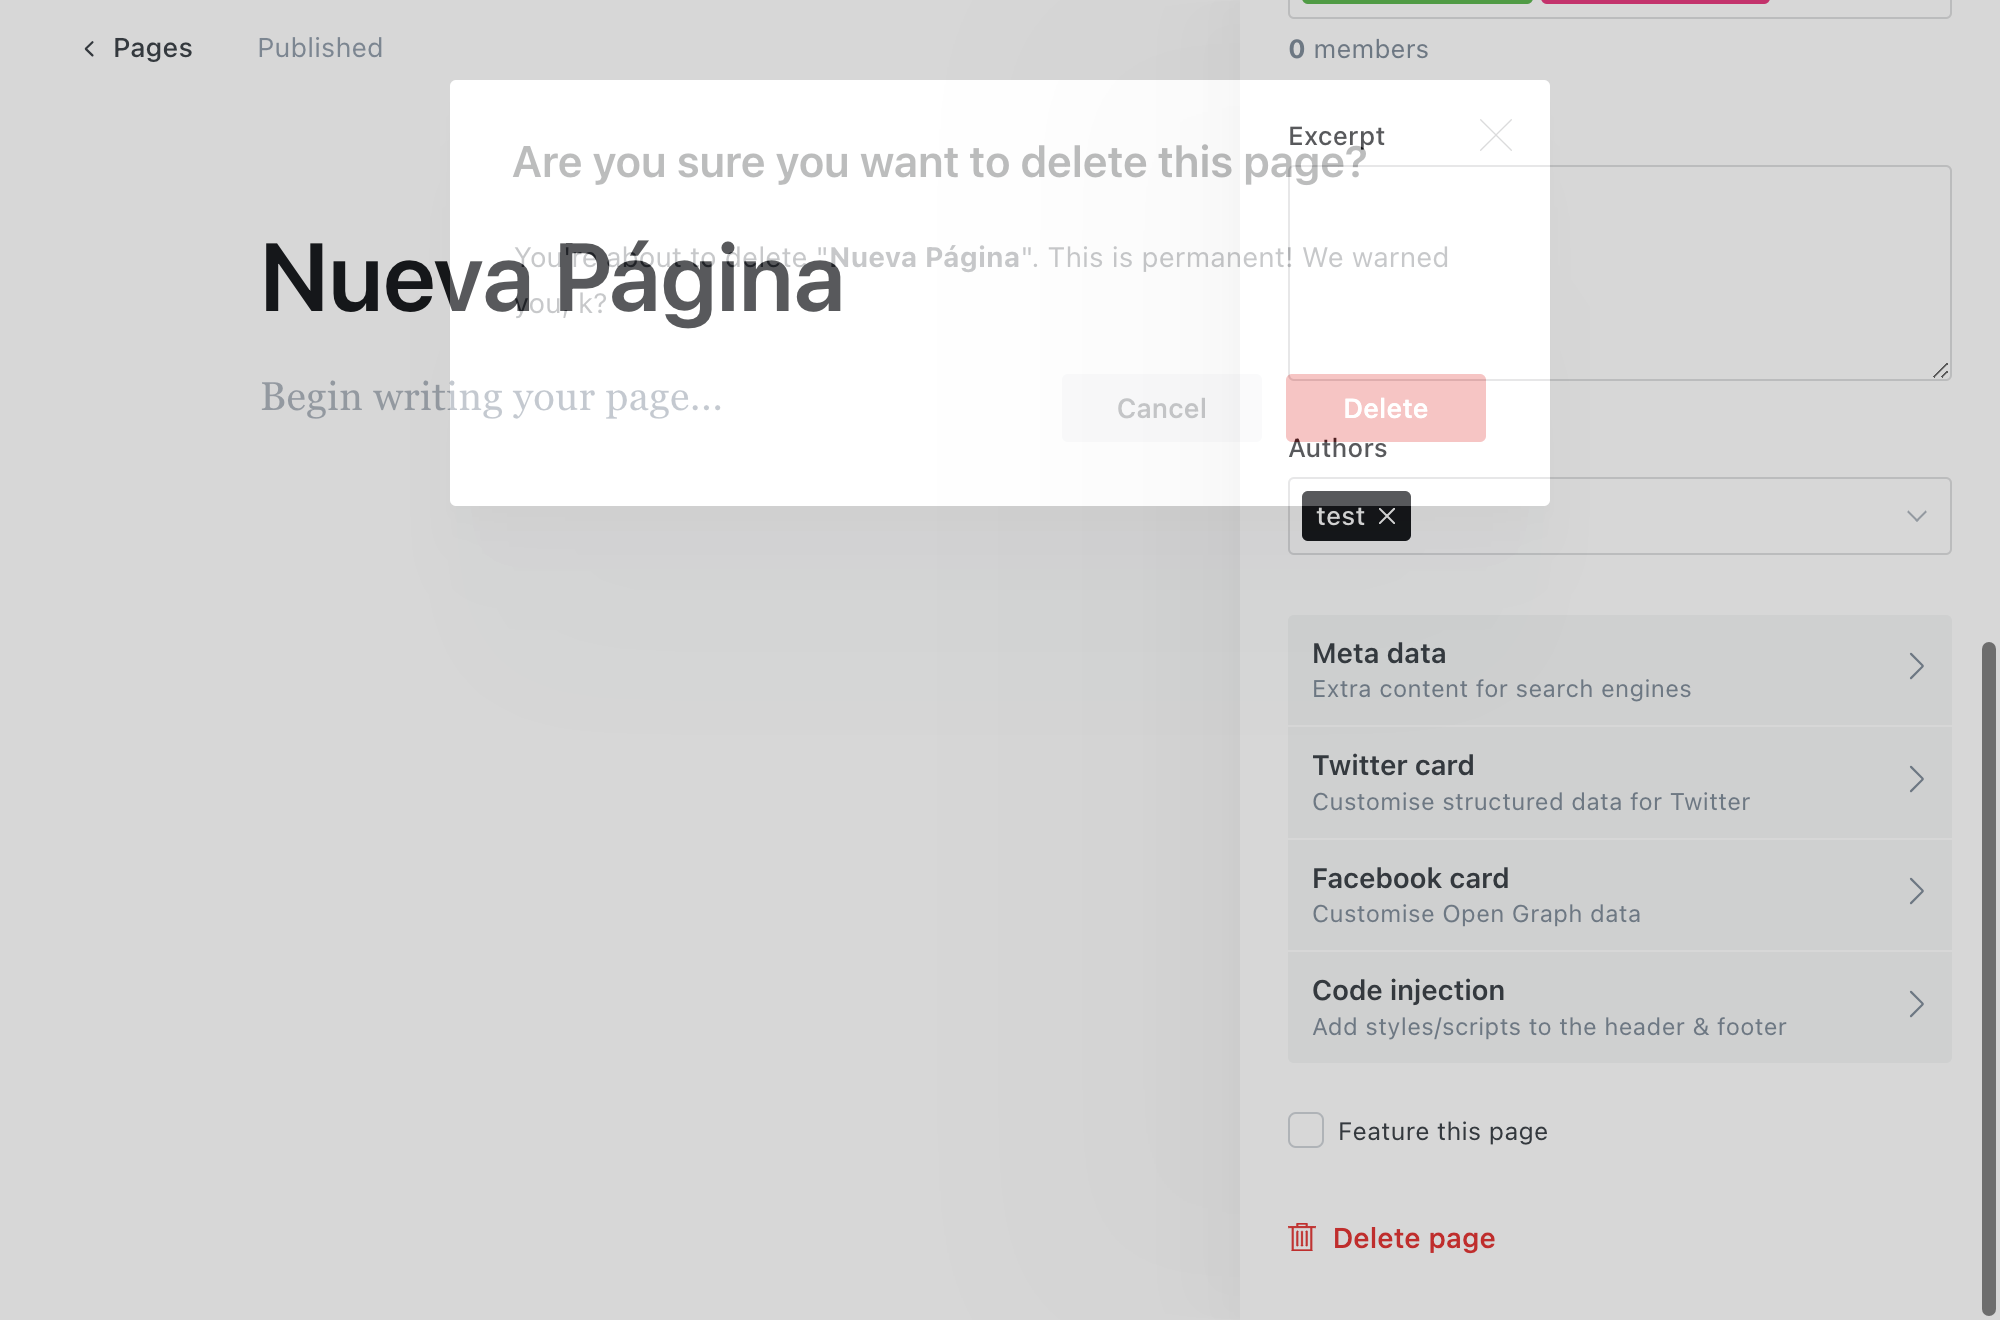 Pages
Published
0 members
Are you sure you want to delete this page?
You're about to delete "Nueva Página". This is permanent! We warned
you, k?
Cancel
Delete
Nueva Página
Begin writing your page...
Excerpt
Authors
test
Meta data
Extra content for search engines
Twitter card
Customise structured data for Twitter
Facebook card
Customise Open Graph data
Code injection
Add styles/scripts to the header & footer
Feature this page
Delete page